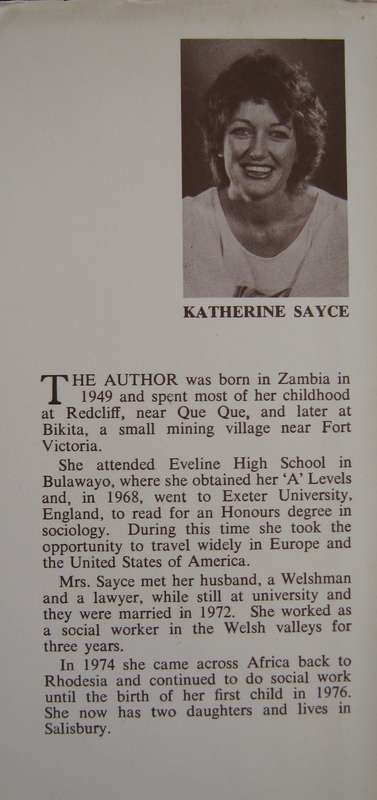 KATHERINE SAYCE
THE AUTHOR was born in Zambia in
1949 and spent most of her childhood
at Redcliff, near Que Que, and later at
Bikita, a small mining village near Fort
Victoria.
She attended Eveline High School in
Bulawayo, where she obtained her 'A' Levels
and, in 1968, went to Exeter University,
England, to read for an Honours degree in
sociology. During this time she took the
opportunity to travel widely in Europe and
the United States of America.
Mrs. Sayce met her husband, a Welshman
and a lawyer, while still at university and
they were married in 1972. She worked as
a social worker in the Welsh valleys for
three years.
In 1974 she came across Africa back to
Rhodesia and continued to do social work
until the birth of her first child in 1976.
She now has two daughters and lives in
Salisbury.